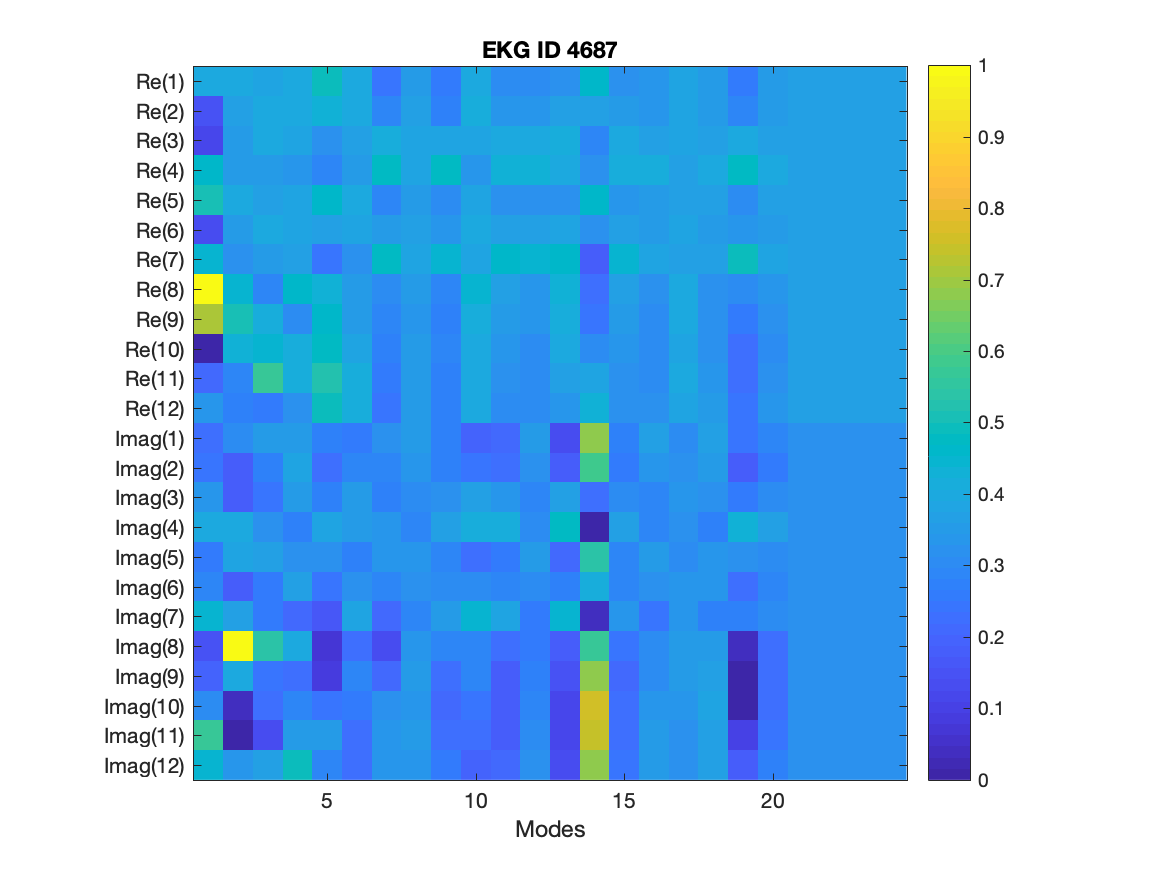 EKG ID 4687
Re(1)
Re(2)
Re(3)
Re(4)
Re(5)
Re(6)
Re(7)
Re(8)
Re(9)
Re(10)
Re(11)
Re(12)
Imag(1)
Imag(2)
Imag(3)
Imag(4)
Imag(5)
Imag(6)
Imag(7)
Imag(8)
Imag(9)
Imag(10)
Imag(11)
Imag(12)
5 10 15 20
Modes
1
0.9
0.8
0.7
0.6
0.5
0.4
0.3
0.2
0.1
0